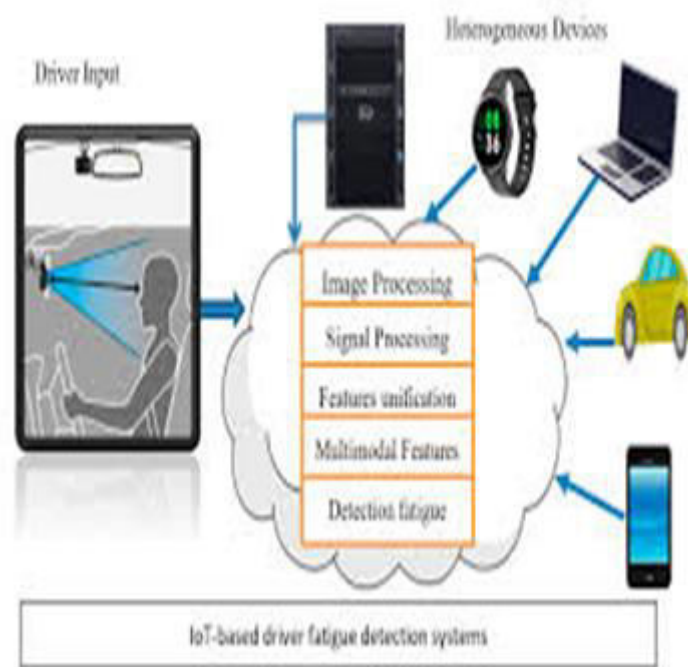 Heterogeneous Devices
Driver Input
Image Processing
Signal Processing
Features unification
Multimodal Features
Detection fatigue
IoT-based driver fatigue detection systems